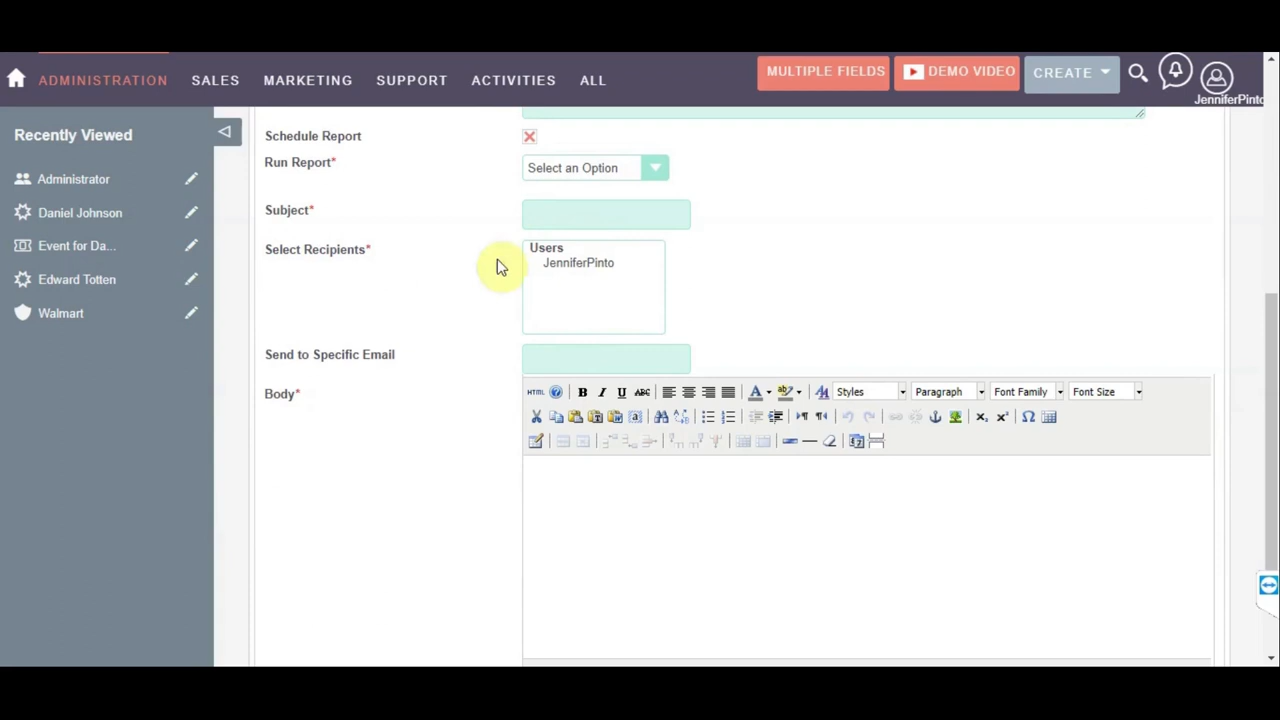 ADMINISTRATION SALES MARKETING SUPPORT ACTIVITIES ALL MULTIPLE FIELDS DEMO VIDEO CREATE
JenniferPinto
Recently Viewed
Administrator
Daniel Johnson
Event for Da...
Edward Totten
Walmart
Schedule Report
Run Report* Select an Option
Subject*
Select Recipients* Users
JenniferPinto
Send to Specific Email
Body* HTML B I U ABC A ab Styles Paragraph Font Family Font Size